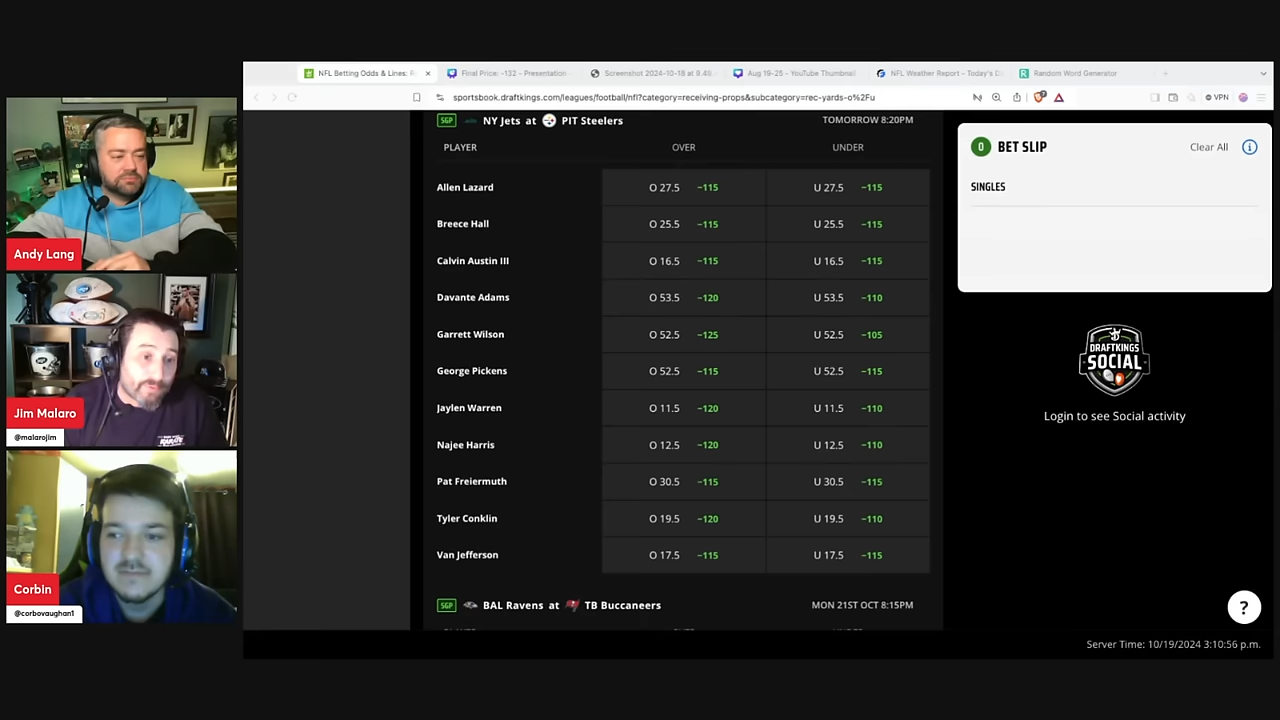 NFL Betting Odds & Lines: R
Final Price: -132 - Presentation
Screenshot 2024-10-18 at 9.49.
Aug 19-25 - YouTube Thumbnail
NFL Weather Report - Today's
Random Word Generator
sportsbook.draftkings.com/leagues/football/nfl?category=receiving-props&subcategory=rec-yards-o%2Fu
VPN
SGP NY Jets at PIT Steelers TOMORROW 8:20PM
PLAYER OVER UNDER
Allen Lazard O 27.5 −115 U 27.5 −115
Breece Hall O 25.5 −115 U 25.5 −115
Calvin Austin III O 16.5 −115 U 16.5 −115
Davante Adams O 53.5 −120 U 53.5 −110
Garrett Wilson O 52.5 −125 U 52.5 −105
George Pickens O 52.5 −115 U 52.5 −115
Jaylen Warren O 11.5 −120 U 11.5 −110
Najee Harris O 12.5 −120 U 12.5 −110
Pat Freiermuth O 30.5 −115 U 30.5 −115
Tyler Conklin O 19.5 −120 U 19.5 −110
Van Jefferson O 17.5 −115 U 17.5 −115
SGP BAL Ravens at TB Buccaneers MON 21ST OCT 8:15PM
0 BET SLIP Clear All
SINGLES
DRAFTKINGS
SOCIAL
Login to see Social activity
?
Server Time: 10/19/2024 3:10:56 p.m.
Andy Lang
Jim Malaro
@malarojim
KARATE
Corbin
@corbovaughan1